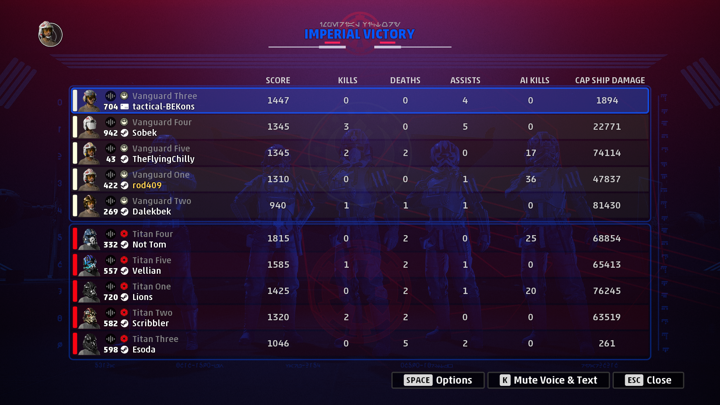 IMPERIAL VICTORY
SCORE KILLS DEATHS ASSISTS AI KILLS CAP SHIP DAMAGE
Vanguard Three
704 tactical-BEKons 1447 0 0 4 0 1894
Vanguard Four
942 Sobek 1345 3 0 5 0 22771
Vanguard Five
43 TheFlyingChilly 1345 2 2 0 17 74114
Vanguard One
422 rod409 1310 0 0 1 36 47837
Vanguard Two
269 Dalekbek 940 1 1 1 0 81430
Titan Four
332 Not Tom 1815 0 2 0 25 68854
Titan Five
557 Vellian 1585 1 2 1 0 65413
Titan One
720 Lions 1425 0 2 1 20 76245
Titan Two
582 Scribbler 1320 2 2 0 0 63519
Titan Three
598 Esoda 1046 0 5 2 0 261
SPACE Options K Mute Voice & Text ESC Close